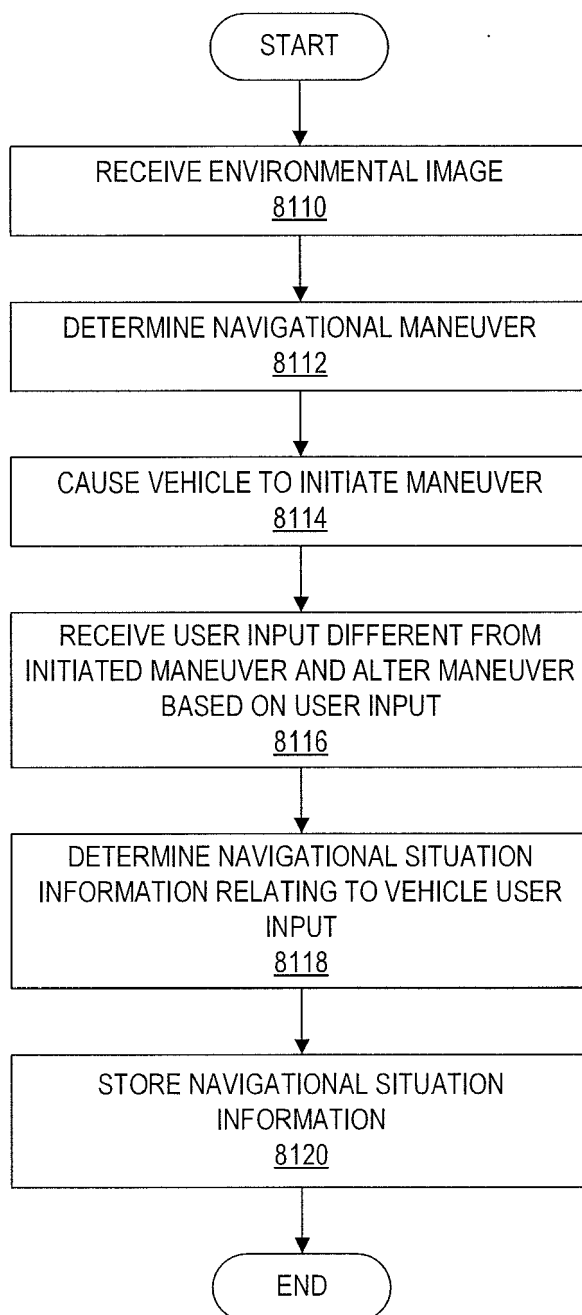 START
RECEIVE ENVIRONMENTAL IMAGE
8110
DETERMINE NAVIGATIONAL MANEUVER
8112
CAUSE VEHICLE TO INITIATE MANEUVER
8114
RECEIVE USER INPUT DIFFERENT FROM
INITIATED MANEUVER AND ALTER MANEUVER
BASED ON USER INPUT
8116
DETERMINE NAVIGATIONAL SITUATION
INFORMATION RELATING TO VEHICLE USER
INPUT
8118
STORE NAVIGATIONAL SITUATION
INFORMATION
8120
END